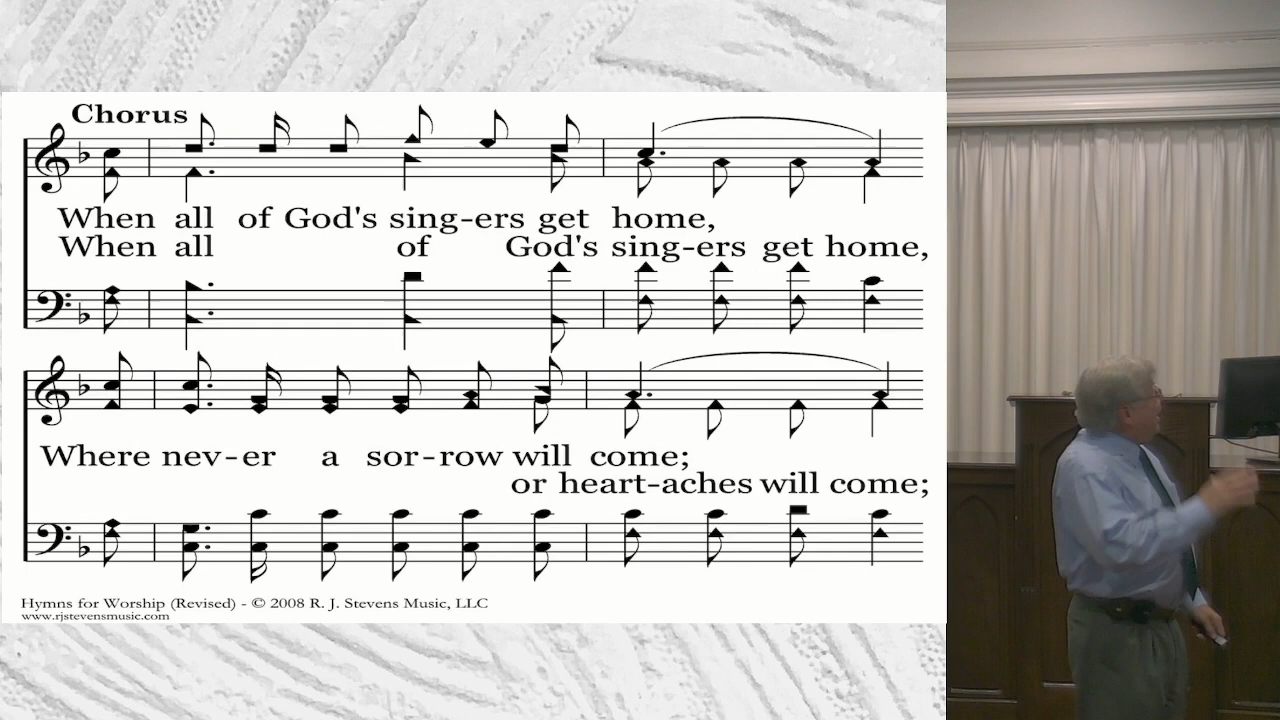 Chorus
When all of God's sing-ers get home,
When all of God's sing-ers get home,
Where nev-er a sor-row will come;
or heart-aches will come;
Hymns for Worship (Revised) - © 2008 R. J. Stevens Music, LLC
www.rjstevensmusic.com